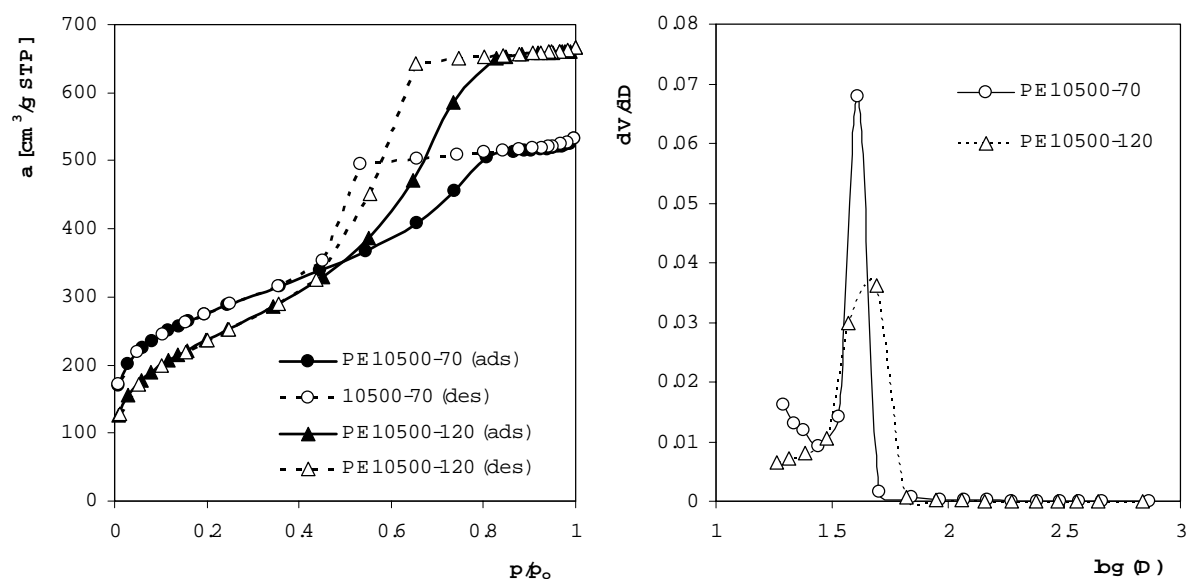 700
600
500
400
300
200
100
0
a [cm³/g STP]
0
0.2
0.4
0.6
0.8
1
p/p₀
PE10500-70 (ads)
10500-70 (des)
PE10500-120 (ads)
PE10500-120 (des)
0.08
0.07
0.06
0.05
0.04
0.03
0.02
0.01
0
dV/dD
1
1.5
2
2.5
3
log (D)
PE10500-70
PE10500-120